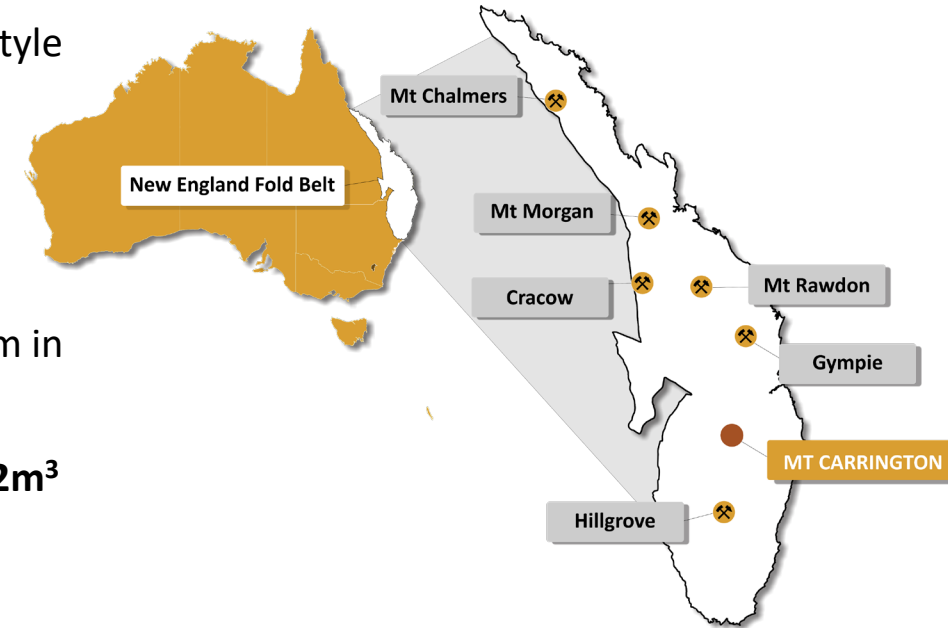 tyle
Mt Chalmers
New England Fold Belt
Mt Morgan
Mt Rawdon
Cracow
m in
Gympie
MT CARRINGTON
2m³
Hillgrove